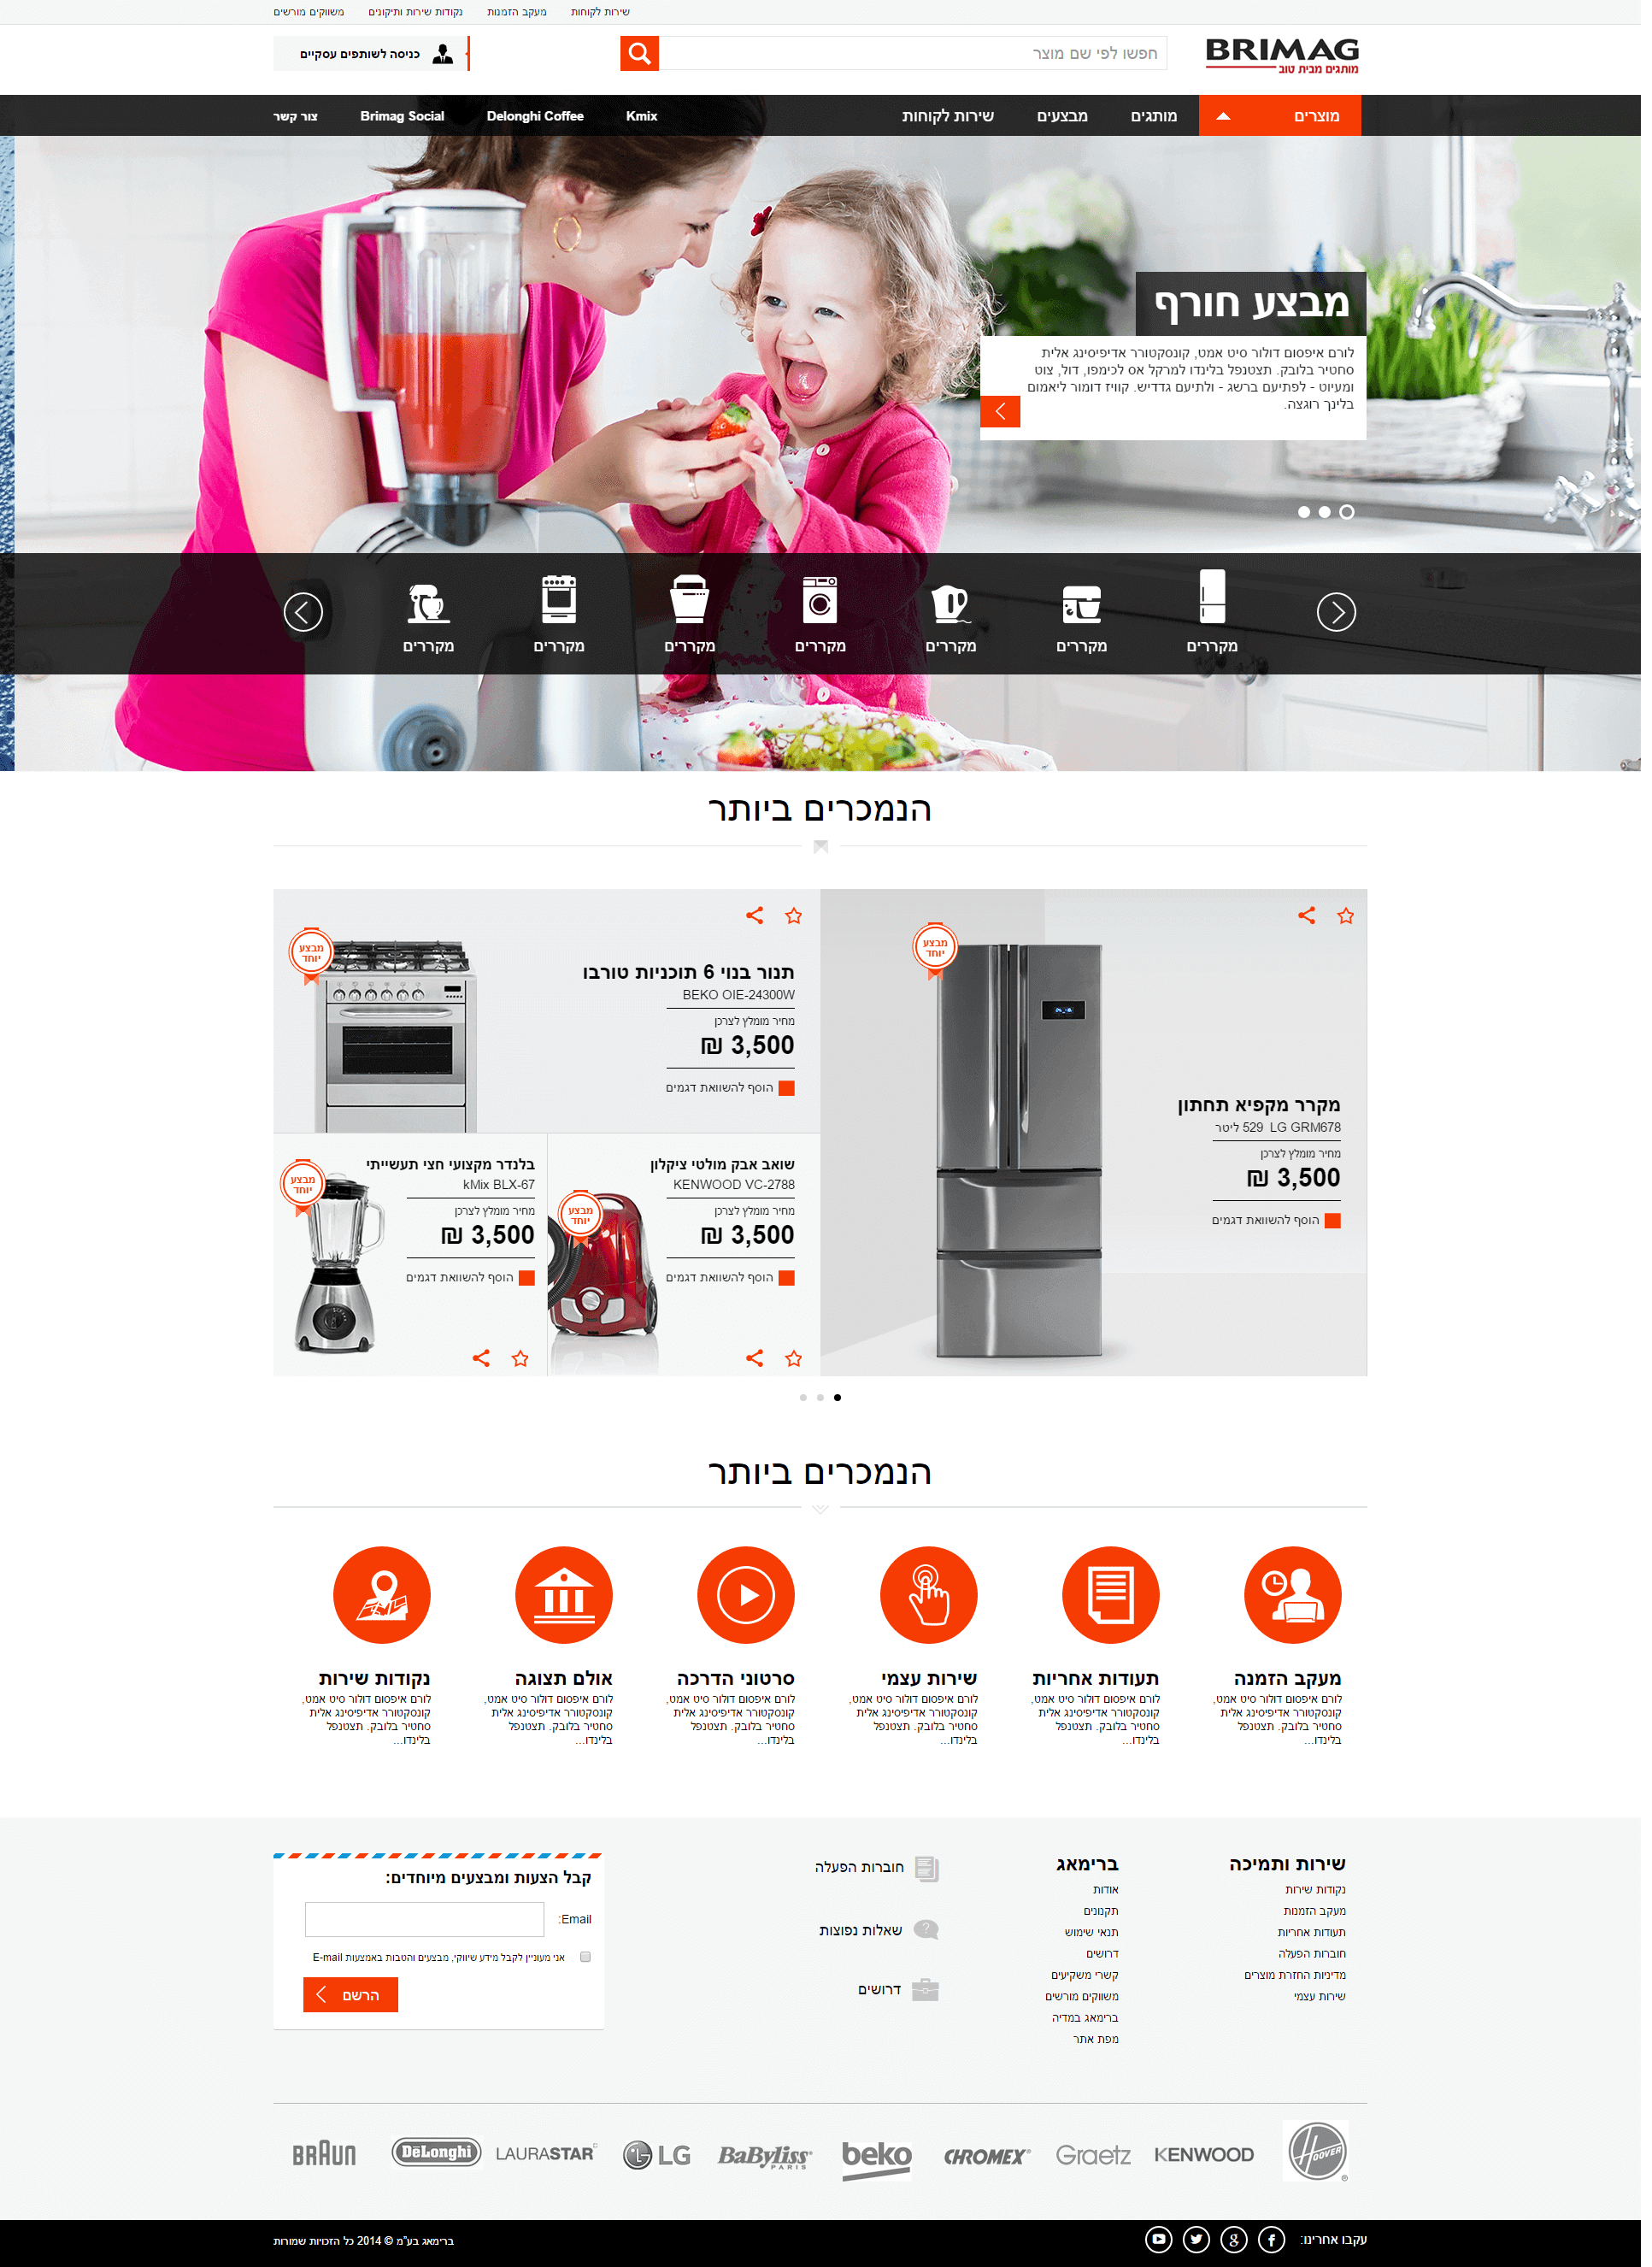 שירות לקוחות
מעקב הזמנות
נקודות שירות ותיקונים
משווקים מורשים
BRIMAG
מותגים מבית טוב
חפשו לפי שם מוצר
כניסה לשותפים עסקיים
מוצרים
מותגים
מבצעים
שירות לקוחות
Kmix
Delonghi Coffee
Brimag Social
צור קשר
מבצע חורף
לורם איפסום דולור סיט אמט, קונסקטורר אדיפיסינג אלית
סחטיר בלובק. תצטנפל בלינדו למרקל אס לכימפו, דול, צוט
ומעיוט - לפתיעם ברשג - ולתיעם גדדיש. קוויז דומור ליאמום
בלינך רוגצה.
מקררים
מקררים
מקררים
מקררים
מקררים
מקררים
מקררים
הנמכרים ביותר
מבצע
יוחד
מקרר מקפיא תחתון
LG GRM678 529 ליטר
מחיר מומלץ לצרכן
3,500 ₪
הוסף להשוואת דגמים
מבצע
יוחד
תנור בנוי 6 תוכניות טורבו
BEKO OIE-24300W
מחיר מומלץ לצרכן
3,500 ₪
הוסף להשוואת דגמים
מבצע
יוחד
שואב אבק מולטי ציקלון
KENWOOD VC-2788
מחיר מומלץ לצרכן
3,500 ₪
הוסף להשוואת דגמים
מבצע
יוחד
בלנדר מקצועי חצי תעשייתי
kMix BLX-67
מחיר מומלץ לצרכן
3,500 ₪
הוסף להשוואת דגמים
הנמכרים ביותר
מעקב הזמנה
לורם איפסום דולור סיט אמט,
קונסקטורר אדיפיסינג אלית
סחטיר בלובק. תצטנפל
בלינדו...
תעודות אחריות
לורם איפסום דולור סיט אמט,
קונסקטורר אדיפיסינג אלית
סחטיר בלובק. תצטנפל
בלינדו...
שירות עצמי
לורם איפסום דולור סיט אמט,
קונסקטורר אדיפיסינג אלית
סחטיר בלובק. תצטנפל
בלינדו...
סרטוני הדרכה
לורם איפסום דולור סיט אמט,
קונסקטורר אדיפיסינג אלית
סחטיר בלובק. תצטנפל
בלינדו...
אולם תצוגה
לורם איפסום דולור סיט אמט,
קונסקטורר אדיפיסינג אלית
סחטיר בלובק. תצטנפל
בלינדו...
נקודות שירות
לורם איפסום דולור סיט אמט,
קונסקטורר אדיפיסינג אלית
סחטיר בלובק. תצטנפל
בלינדו...
שירות ותמיכה
נקודות שירות
מעקב הזמנות
תעודות אחריות
חוברות הפעלה
מדיניות החזרת מוצרים
שירות עצמי
ברימאג
אודות
תקנונים
תנאי שימוש
דרושים
קשרי משקיעים
משווקים מורשים
ברימאג במדיה
מפת אתר
חוברות הפעלה
שאלות נפוצות
דרושים
קבל הצעות ומבצעים מיוחדים:
Email:
אני מעוניין לקבל מידע שיווקי, מבצעים והטבות באמצעות E-mail
הרשם
HOOVER ®
KENWOOD
Graetz
CHROMEX®
beko
BaByliss®
PARIS
LG
LAURASTAR©
DeLonghi
BRAUN
עקבו אחרינו:
ברימאג בע"מ © 2014 כל הזכויות שמורות